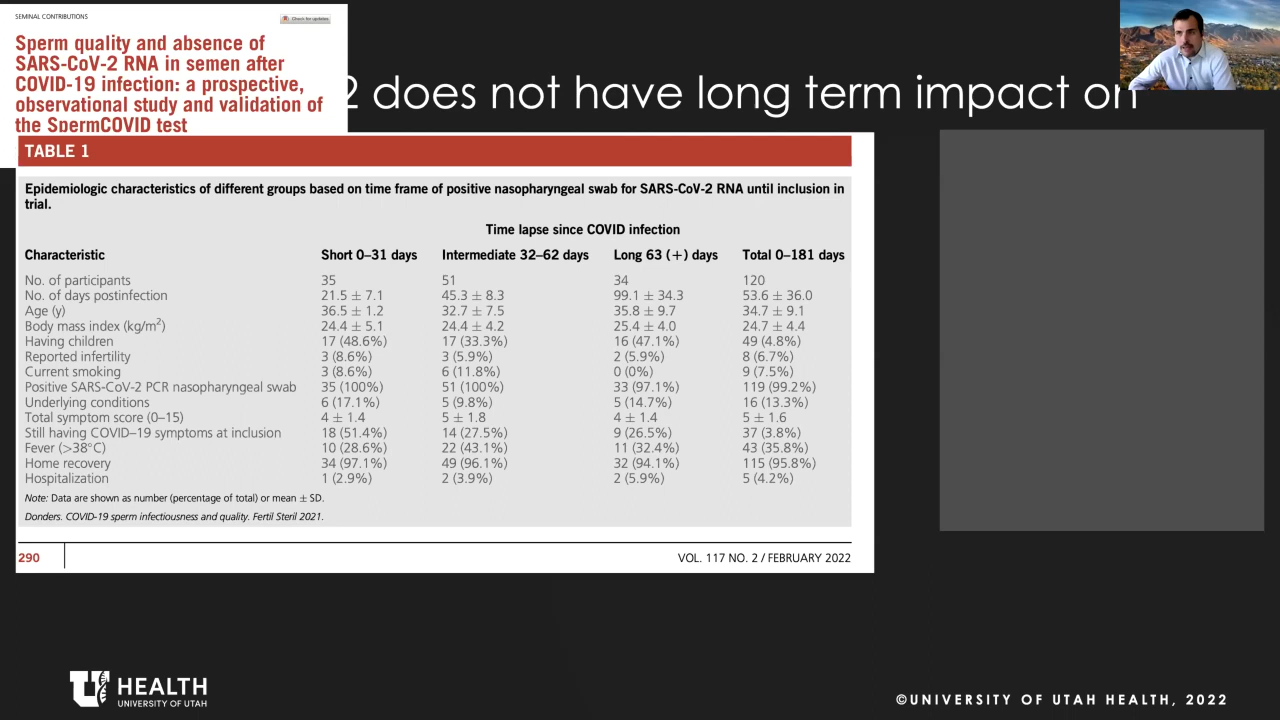 SEMINAL CONTRIBUTIONS
Check for updates
Sperm quality and absence of
SARS-CoV-2 RNA in semen after
COVID-19 infection: a prospective,
observational study and validation of
the SpermCOVID test
2 does not have long term impact on
TABLE 1
Epidemiologic characteristics of different groups based on time frame of positive nasopharyngeal swab for SARS-CoV-2 RNA until inclusion in
trial.
Time lapse since COVID infection
Characteristic Short 0–31 days Intermediate 32–62 days Long 63 (+) days Total 0–181 days
No. of participants 35 51 34 120
No. of days postinfection 21.5 ± 7.1 45.3 ± 8.3 99.1 ± 34.3 53.6 ± 36.0
Age (y) 36.5 ± 1.2 32.7 ± 7.5 35.8 ± 9.7 34.7 ± 9.1
Body mass index (kg/m²) 24.4 ± 5.1 24.4 ± 4.2 25.4 ± 4.0 24.7 ± 4.4
Having children 17 (48.6%) 17 (33.3%) 16 (47.1%) 49 (4.8%)
Reported infertility 3 (8.6%) 3 (5.9%) 2 (5.9%) 8 (6.7%)
Current smoking 3 (8.6%) 6 (11.8%) 0 (0%) 9 (7.5%)
Positive SARS-CoV-2 PCR nasopharyngeal swab 35 (100%) 51 (100%) 33 (97.1%) 119 (99.2%)
Underlying conditions 6 (17.1%) 5 (9.8%) 5 (14.7%) 16 (13.3%)
Total symptom score (0–15) 4 ± 1.4 5 ± 1.8 4 ± 1.4 5 ± 1.6
Still having COVID–19 symptoms at inclusion 18 (51.4%) 14 (27.5%) 9 (26.5%) 37 (3.8%)
Fever (>38°C) 10 (28.6%) 22 (43.1%) 11 (32.4%) 43 (35.8%)
Home recovery 34 (97.1%) 49 (96.1%) 32 (94.1%) 115 (95.8%)
Hospitalization 1 (2.9%) 2 (3.9%) 2 (5.9%) 5 (4.2%)
Note: Data are shown as number (percentage of total) or mean ± SD.
Donders. COVID-19 sperm infectiousness and quality. Fertil Steril 2021.
290 VOL. 117 NO. 2 / FEBRUARY 2022
U HEALTH
UNIVERSITY OF UTAH
©UNIVERSITY OF UTAH HEALTH, 2022